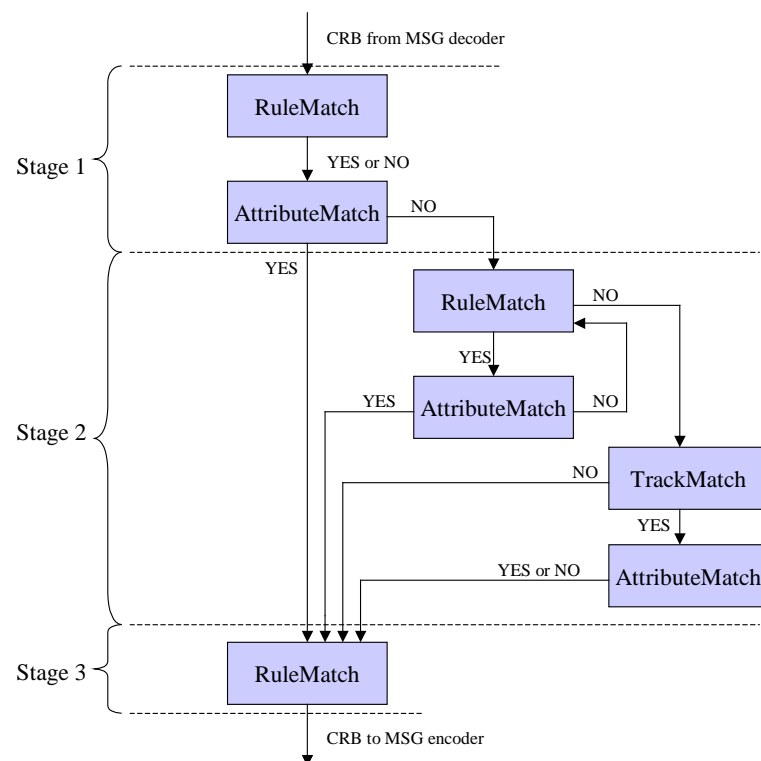 CRB from MSG decoder
RuleMatch
Stage 1
YES or NO
AttributeMatch
NO
YES
RuleMatch
NO
YES
AttributeMatch
YES
NO
Stage 2
NO
TrackMatch
YES
YES or NO
AttributeMatch
Stage 3
RuleMatch
CRB to MSG encoder